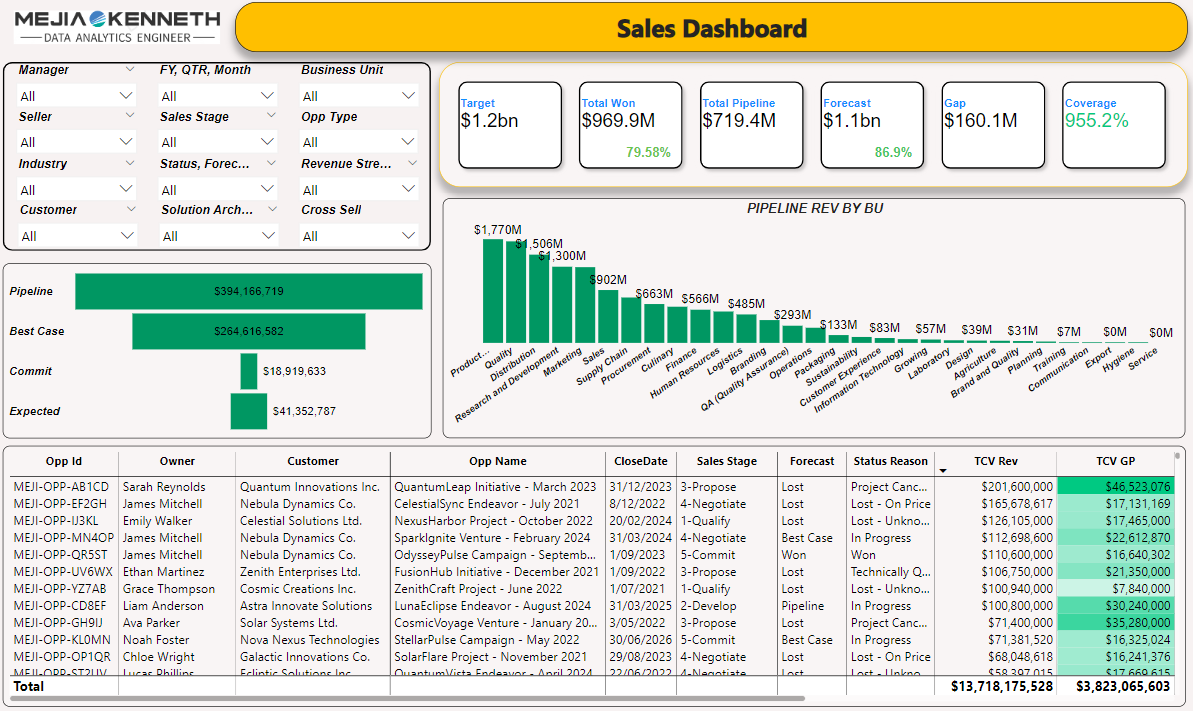 MEJIA KENNETH
DATA ANALYTICS ENGINEER
Sales Dashboard
Manager FY, QTR, Month Business Unit
All All All
Seller Sales Stage Opp Type
All All All
Industry Status, Forec... Revenue Stre...
All All All
Customer Solution Arch... Cross Sell
All All All
Target Total Won Total Pipeline Forecast Gap Coverage
$1.2bn $969.9M $719.4M $1.1bn $160.1M 955.2%
79.58% 86.9%
Pipeline $394,166,719
Best Case $264,616,582
Commit $18,919,633
Expected $41,352,787
PIPELINE REV BY BU
$1,770M $1,506M $1,300M $902M $663M $566M $485M $293M $133M $83M $57M $39M $31M $7M $0M $0M
Product... Quality Distribution Research and Development Marketing Sales Supply Chain Procurement Culinary Finance Human Resources Logistics Branding QA (Quality Assurance) Operations Packaging Sustainability Customer Experience Information Technology Growing Laboratory Design Agriculture Brand and Quality Planning Training Communication Export Hygiene Service
Opp Id Owner Customer Opp Name CloseDate Sales Stage Forecast Status Reason TCV Rev TCV GP
MEJI-OPP-AB1CD Sarah Reynolds Quantum Innovations Inc. QuantumLeap Initiative - March 2023 31/12/2023 3-Propose Lost Project Canc... $201,600,000 $46,523,076
MEJI-OPP-EF2GH James Mitchell Nebula Dynamics Co. CelestialSync Endeavor - July 2021 8/12/2022 4-Negotiate Lost Lost - On Price $165,678,617 $17,131,169
MEJI-OPP-IJ3KL Emily Walker Celestial Solutions Ltd. NexusHarbor Project - October 2022 20/02/2024 1-Qualify Lost Lost - Unkno... $126,105,000 $17,465,000
MEJI-OPP-MN4OP James Mitchell Nebula Dynamics Co. SparkIgnite Venture - February 2024 31/03/2024 4-Negotiate Best Case In Progress $112,698,600 $22,612,870
MEJI-OPP-QR5ST James Mitchell Nebula Dynamics Co. OdysseyPulse Campaign - Septemb... 1/09/2023 5-Commit Won Won $110,600,000 $16,640,302
MEJI-OPP-UV6WX Ethan Martinez Zenith Enterprises Ltd. FusionHub Initiative - December 2021 1/09/2022 3-Propose Lost Technically Q... $106,750,000 $21,350,000
MEJI-OPP-YZ7AB Grace Thompson Cosmic Creations Inc. ZenithCraft Project - June 2022 1/07/2021 1-Qualify Lost Lost - Unkno... $100,940,000 $7,840,000
MEJI-OPP-CD8EF Liam Anderson Astra Innovate Solutions LunaEclipse Endeavor - August 2024 31/03/2025 2-Develop Pipeline In Progress $100,800,000 $30,240,000
MEJI-OPP-GH9IJ Ava Parker Solar Systems Ltd. CosmicVoyage Venture - January 20... 3/05/2022 3-Propose Lost Project Canc... $71,400,000 $35,280,000
MEJI-OPP-KL0MN Noah Foster Nova Nexus Technologies StellarPulse Campaign - May 2022 30/06/2026 5-Commit Best Case In Progress $71,381,520 $16,325,024
MEJI-OPP-OP1QR Chloe Wright Galactic Innovations Co. SolarFlare Project - November 2021 29/08/2023 4-Negotiate Lost Lost - On Price $68,048,618 $16,241,376
MEJI-OPP-ST2UV Lucas Phillips Ecliptic Solutions Inc. QuantumVista Endeavor - April 2024 22/06/2022 4-Negotiate Lost Lost - Unkno... $58,397,015 $17,669,615
Total $13,718,175,528 $3,823,065,603